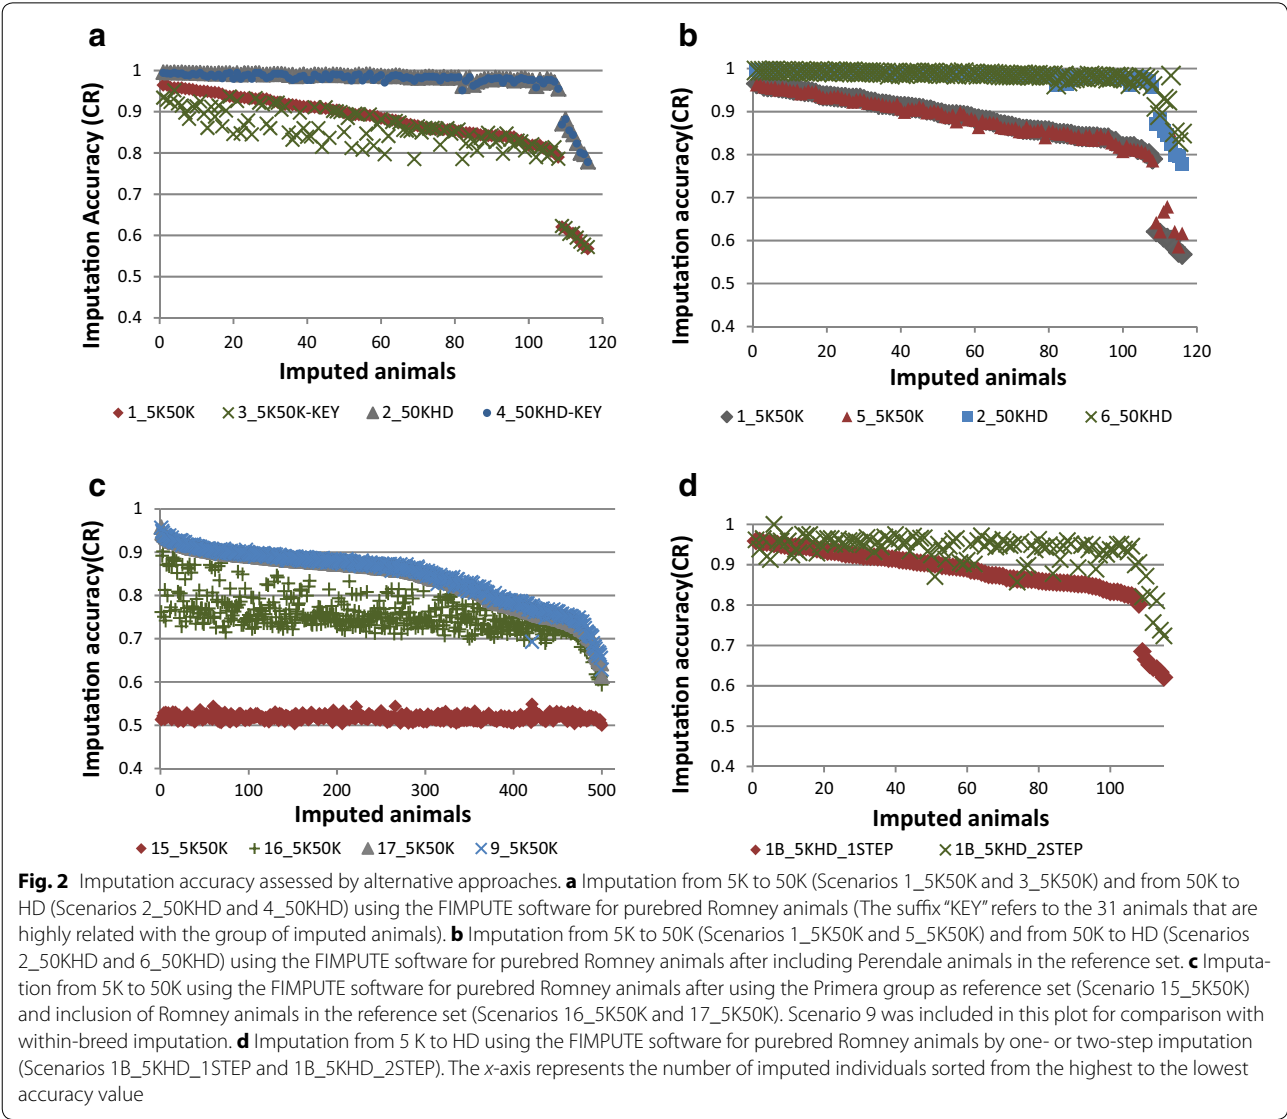 a
Imputation Accuracy (CR)
1
0.9
0.8
0.7
0.6
0.5
0.4
0 20 40 60 80 100 120
Imputed animals
1_5K50K 3_5K50K-KEY 2_50KHD 4_50KHD-KEY
b
Imputation accuracy(CR)
1
0.9
0.8
0.7
0.6
0.5
0.4
0 20 40 60 80 100 120
Imputed animals
1_5K50K 5_5K50K 2_50KHD 6_50KHD
c
Imputation accuracy(CR)
1
0.9
0.8
0.7
0.6
0.5
0.4
0 100 200 300 400 500
Imputed animals
15_5K50K 16_5K50K 17_5K50K 9_5K50K
d
Imputation accuracy(CR)
1
0.9
0.8
0.7
0.6
0.5
0.4
0 20 40 60 80 100
Imputed animals
1B_5KHD_1STEP 1B_5KHD_2STEP
Fig. 2 Imputation accuracy assessed by alternative approaches. a Imputation from 5K to 50K (Scenarios 1_5K50K and 3_5K50K) and from 50K to
HD (Scenarios 2_50KHD and 4_50KHD) using the FIMPUTE software for purebred Romney animals (The suffix “KEY” refers to the 31 animals that are
highly related with the group of imputed animals). b Imputation from 5K to 50K (Scenarios 1_5K50K and 5_5K50K) and from 50K to HD (Scenarios
2_50KHD and 6_50KHD) using the FIMPUTE software for purebred Romney animals after including Perendale animals in the reference set. c Imputa-
tion from 5K to 50K using the FIMPUTE software for purebred Romney animals after using the Primera group as reference set (Scenario 15_5K50K)
and inclusion of Romney animals in the reference set (Scenarios 16_5K50K and 17_5K50K). Scenario 9 was included in this plot for comparison with
within-breed imputation. d Imputation from 5 K to HD using the FIMPUTE software for purebred Romney animals by one- or two-step imputation
(Scenarios 1B_5KHD_1STEP and 1B_5KHD_2STEP). The x-axis represents the number of imputed individuals sorted from the highest to the lowest
accuracy value